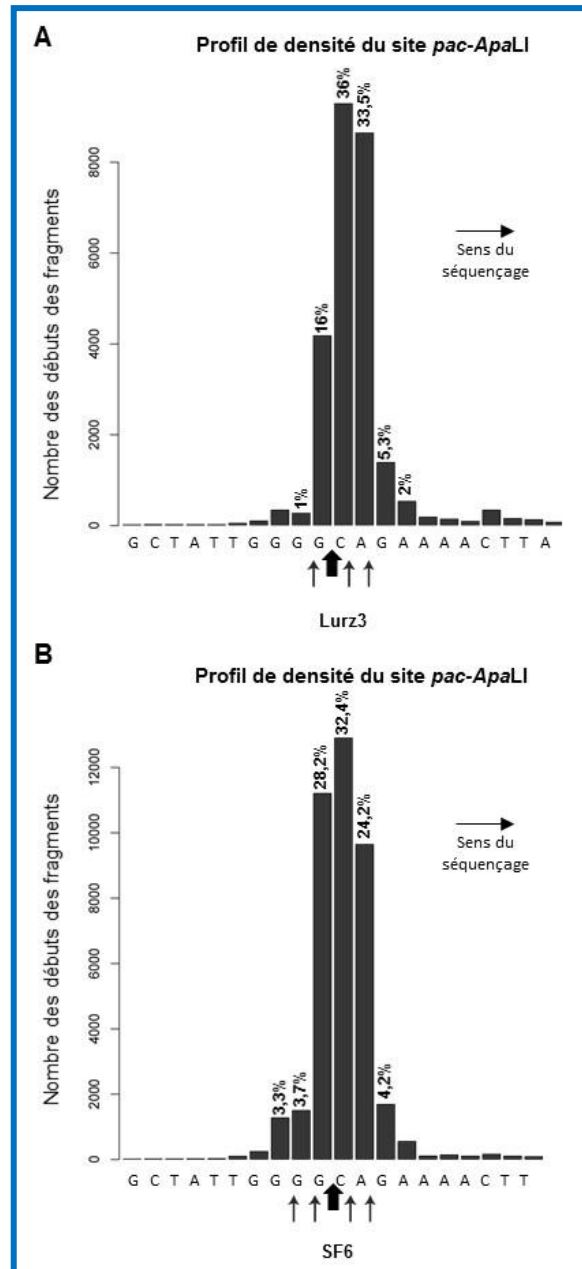 A
Profil de densité du site pac-ApaLI
Nombre des débuts des fragments
8000
6000
4000
2000
0
1%
16%
36%
33,5%
5,3%
2%
Sens du
séquençage
G C T A T T G G G G C A G A A A A C T T A
Lurz3
B
Profil de densité du site pac-ApaLI
Nombre des débuts des fragments
12000
10000
8000
6000
4000
2000
0
3,3%
3,7%
28,2%
32,4%
24,2%
4,2%
Sens du
séquençage
G C T A T T G G G G C A G A A A A C T T
SF6